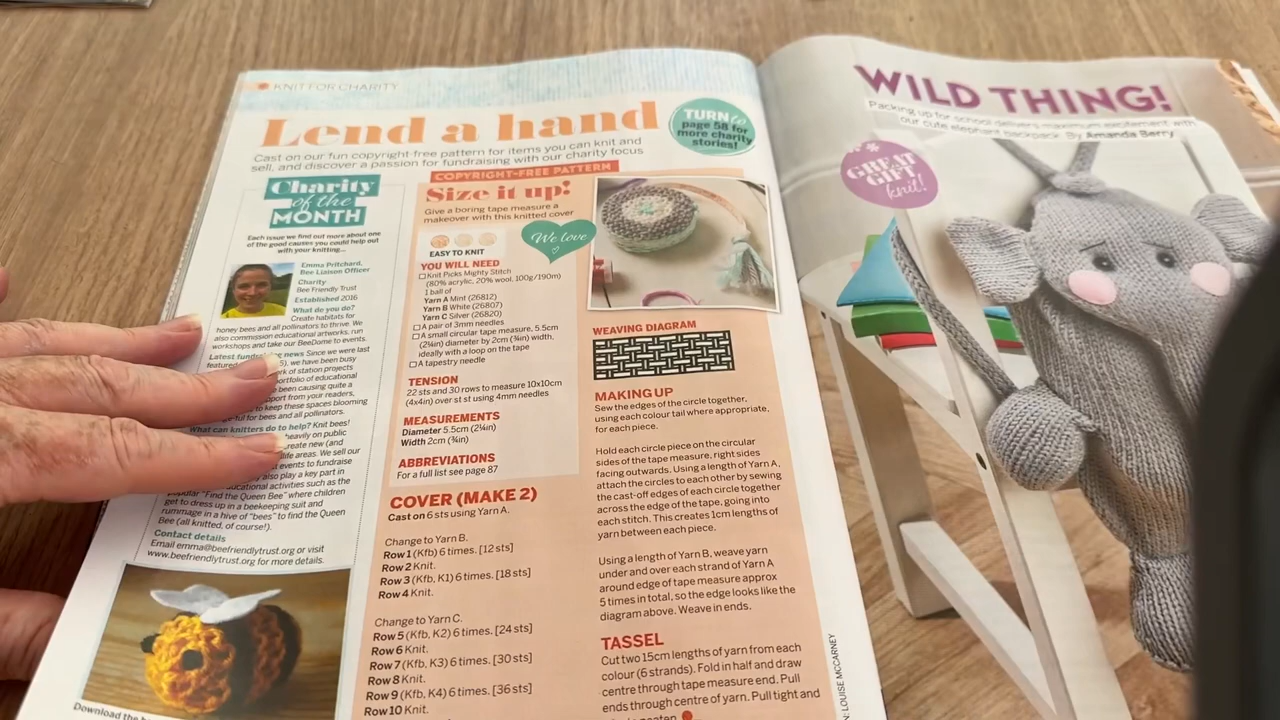 KNIT FOR CHARITY
Lend a hand
Cast on our fun copyright-free pattern for items you can knit and
sell, and discover a passion for fundraising with our charity focus
TURN to
page 58 for
more charity
stories!
Charity
of the
MONTH
Each issue we find out more about one
of the good causes you could help out
with your knitting...
Emma Pritchard,
Bee Liaison Officer
Charity
Bee Friendly Trust
Established 2016
What do you do?
Create habitats for
honey bees and all pollinators to thrive. We
also commission educational artworks, run
workshops and take our BeeDome to events.
Latest fundraising news Since we were last
featured 5), we have been busy
rk of station projects
portfolio of educational
been causing quite a
port from your readers,
to keep these spaces blooming
ful for bees and all pollinators.
What can knitters do to help? Knit bees!
heavily on public
create new (and
life areas. We sell our
events to fundraise
also play a key part in
educational activities such as the
popular "Find the Queen Bee" where children
get to dress up in a beekeeping suit and
rummage in a hive of "bees" to find the Queen
Bee (all knitted, of course!).
Contact details
Email emma@beefriendlytrust.org or visit
www.beefriendlytrust.org for more details.
Download the
COPYRIGHT-FREE PATTERN
Size it up!
Give a boring tape measure a
makeover with this knitted cover
We love
EASY TO KNIT
YOU WILL NEED
Knit Picks Mighty Stitch
(80% acrylic, 20% wool, 100g/190m)
1 ball of
Yarn A Mint (26812)
Yarn B White (26807)
Yarn C Silver (26820)
A pair of 3mm needles
A small circular tape measure, 5.5cm
(2¼in) diameter by 2cm (¾in) width,
ideally with a loop on the tape
A tapestry needle
TENSION
22 sts and 30 rows to measure 10x10cm
(4x4in) over st st using 4mm needles
MEASUREMENTS
Diameter 5.5cm (2¼in)
Width 2cm (¾in)
ABBREVIATIONS
For a full list see page 87
COVER (MAKE 2)
Cast on 6 sts using Yarn A.
Change to Yarn B.
Row 1 (Kfb) 6 times. [12 sts]
Row 2 Knit.
Row 3 (Kfb, K1) 6 times. [18 sts]
Row 4 Knit.
Change to Yarn C.
Row 5 (Kfb, K2) 6 times. [24 sts]
Row 6 Knit.
Row 7 (Kfb, K3) 6 times. [30 sts]
Row 8 Knit.
Row 9 (Kfb, K4) 6 times. [36 sts]
Row 10 Knit.
WEAVING DIAGRAM
MAKING UP
Sew the edges of the circle together,
using each colour tail where appropriate,
for each piece.
Hold each circle piece on the circular
sides of the tape measure, right sides
facing outwards. Using a length of Yarn A,
attach the circles to each other by sewing
the cast-off edges of each circle together
across the edge of the tape, going into
each stitch. This creates 1cm lengths of
yarn between each piece.
Using a length of Yarn B, weave yarn
under and over each strand of Yarn A
around edge of tape measure approx
5 times in total, so the edge looks like the
diagram above. Weave in ends.
TASSEL
Cut two 15cm lengths of yarn from each
colour (6 strands). Fold in half and draw
centre through tape measure end. Pull
ends through centre of yarn. Pull tight and
N: LOUISE MCCARNEY
WILD THING!
Packing up for school delivers maximum excitement with
our cute elephant backpack. By Amanda Berry
GREAT
GIFT
knit!